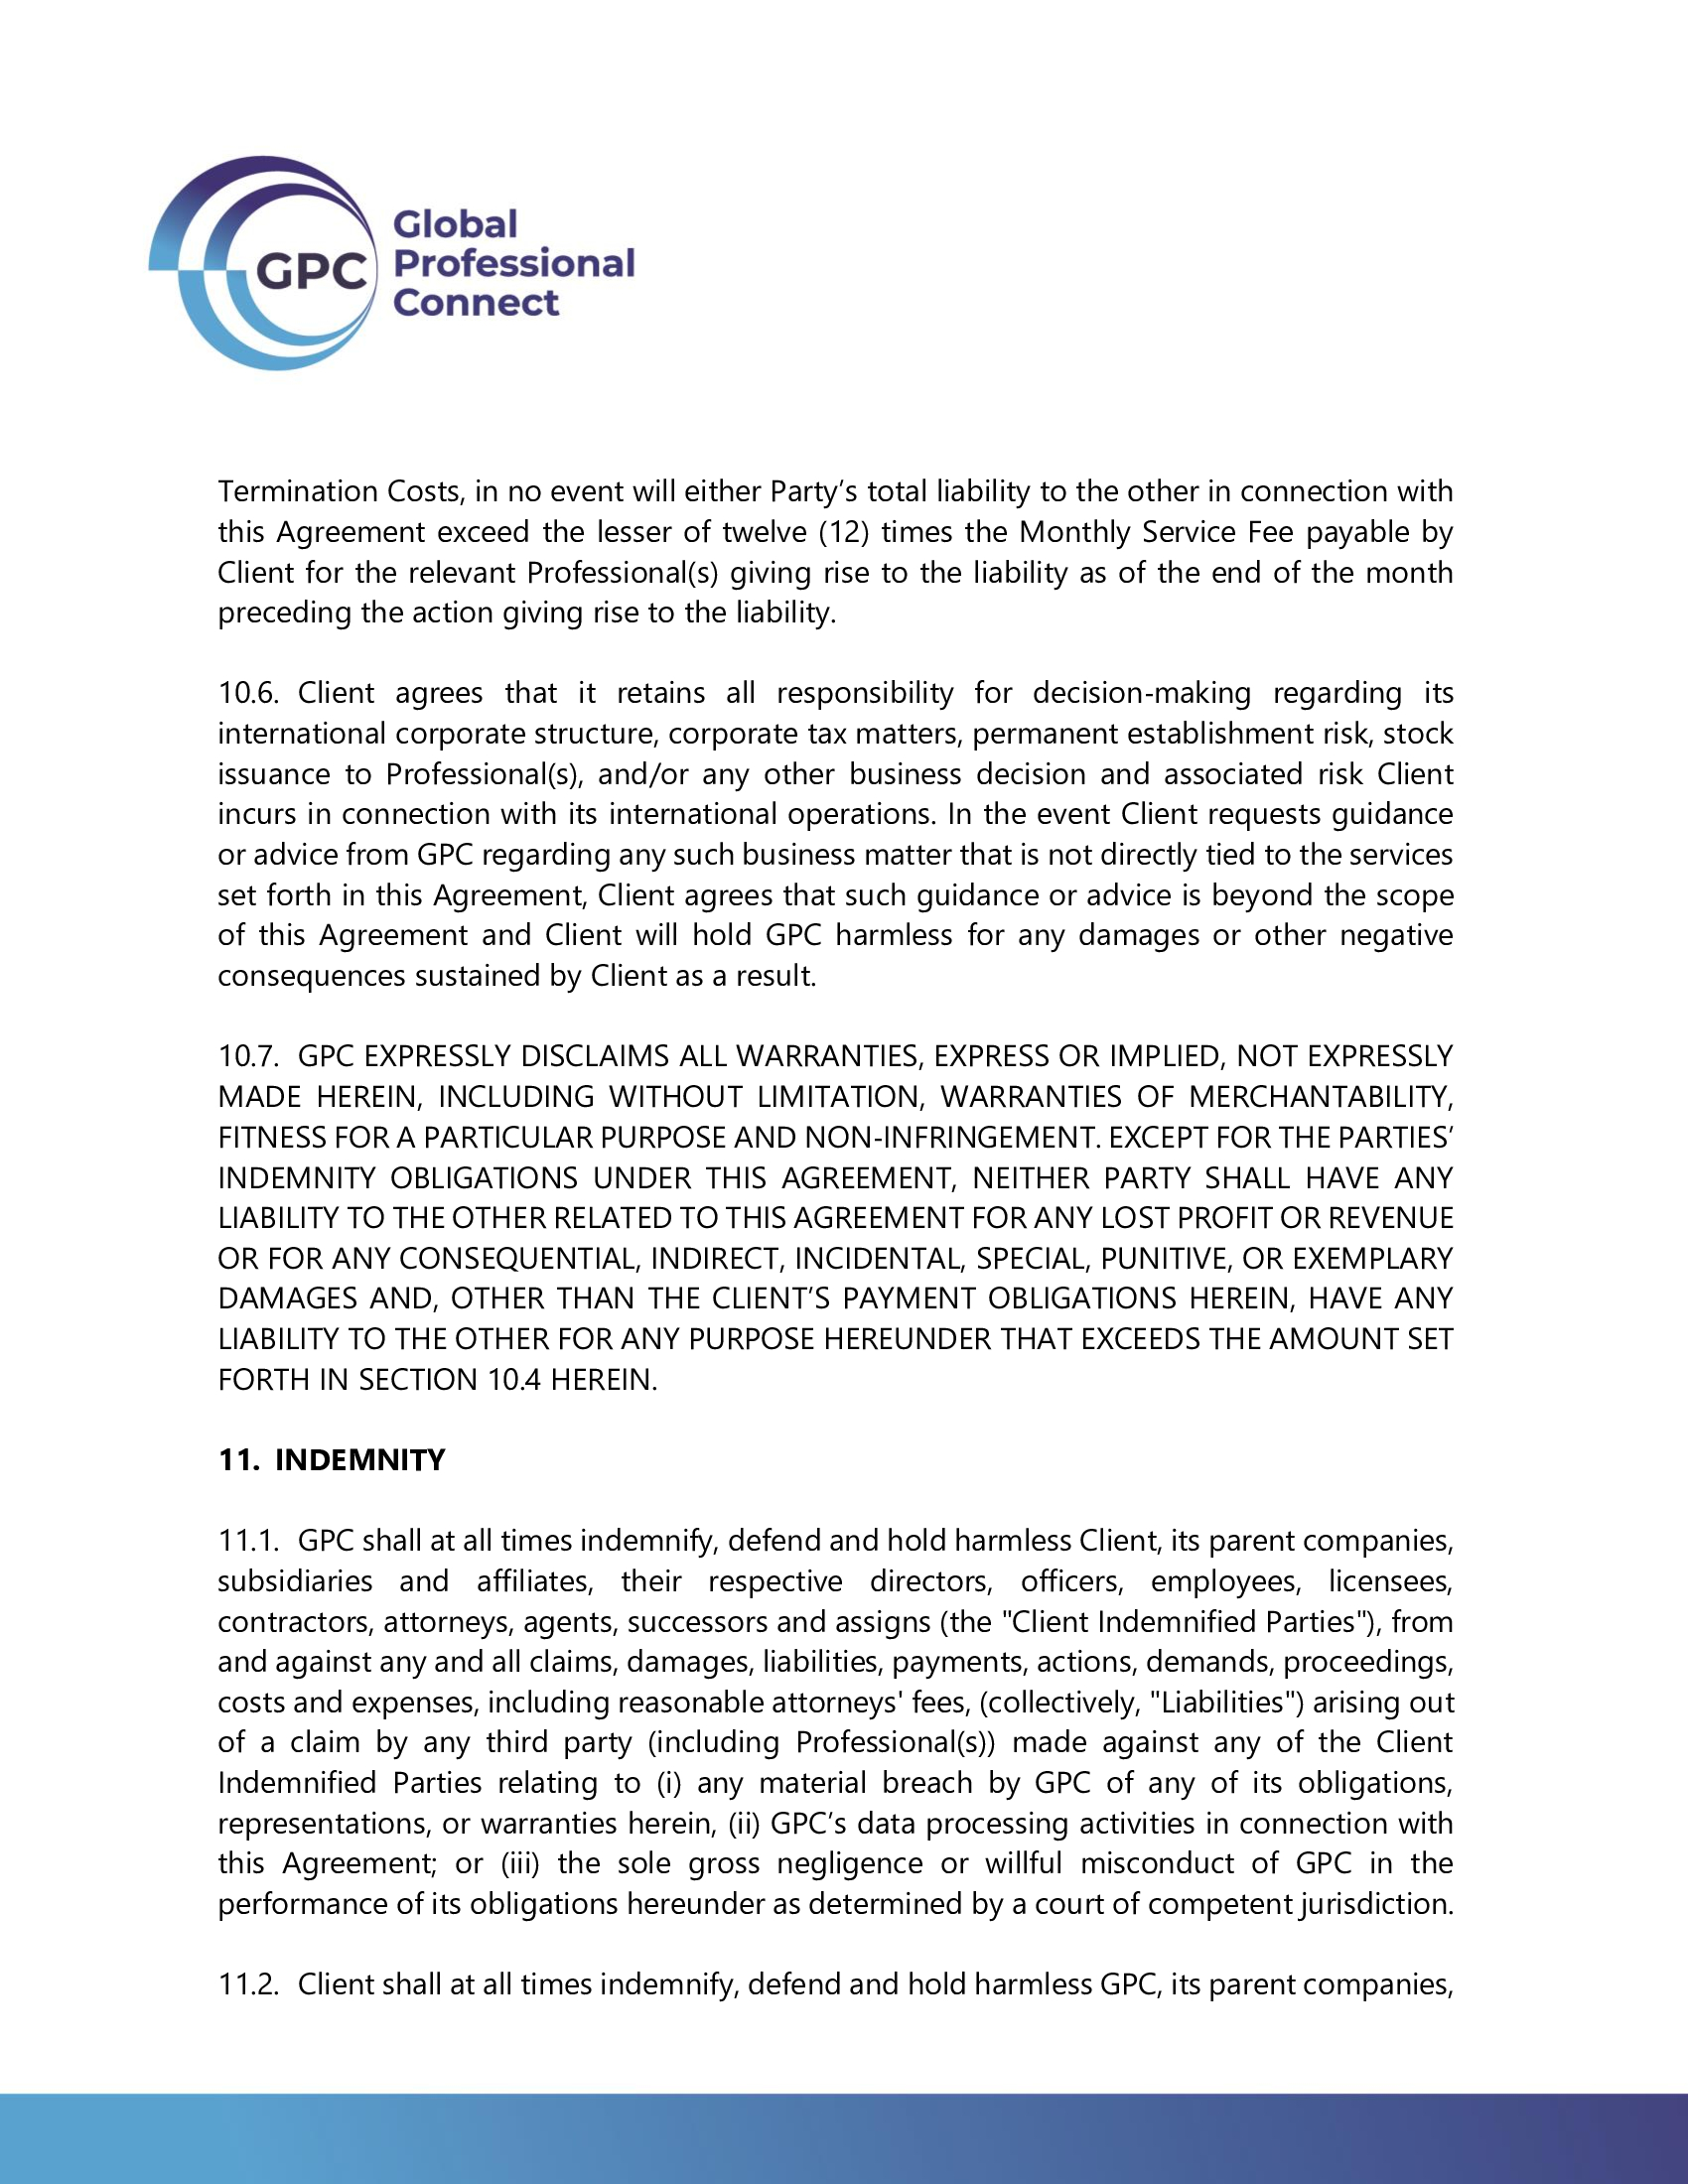 GPC
Global
Professional
Connect
Termination Costs, in no event will either Party’s total liability to the other in connection with
this Agreement exceed the lesser of twelve (12) times the Monthly Service Fee payable by
Client for the relevant Professional(s) giving rise to the liability as of the end of the month
preceding the action giving rise to the liability.
10.6. Client agrees that it retains all responsibility for decision-making regarding its
international corporate structure, corporate tax matters, permanent establishment risk, stock
issuance to Professional(s), and/or any other business decision and associated risk Client
incurs in connection with its international operations. In the event Client requests guidance
or advice from GPC regarding any such business matter that is not directly tied to the services
set forth in this Agreement, Client agrees that such guidance or advice is beyond the scope
of this Agreement and Client will hold GPC harmless for any damages or other negative
consequences sustained by Client as a result.
10.7. GPC EXPRESSLY DISCLAIMS ALL WARRANTIES, EXPRESS OR IMPLIED, NOT EXPRESSLY
MADE HEREIN, INCLUDING WITHOUT LIMITATION, WARRANTIES OF MERCHANTABILITY,
FITNESS FOR A PARTICULAR PURPOSE AND NON-INFRINGEMENT. EXCEPT FOR THE PARTIES’
INDEMNITY OBLIGATIONS UNDER THIS AGREEMENT, NEITHER PARTY SHALL HAVE ANY
LIABILITY TO THE OTHER RELATED TO THIS AGREEMENT FOR ANY LOST PROFIT OR REVENUE
OR FOR ANY CONSEQUENTIAL, INDIRECT, INCIDENTAL, SPECIAL, PUNITIVE, OR EXEMPLARY
DAMAGES AND, OTHER THAN THE CLIENT’S PAYMENT OBLIGATIONS HEREIN, HAVE ANY
LIABILITY TO THE OTHER FOR ANY PURPOSE HEREUNDER THAT EXCEEDS THE AMOUNT SET
FORTH IN SECTION 10.4 HEREIN.
11. INDEMNITY
11.1. GPC shall at all times indemnify, defend and hold harmless Client, its parent companies,
subsidiaries and affiliates, their respective directors, officers, employees, licensees,
contractors, attorneys, agents, successors and assigns (the "Client Indemnified Parties"), from
and against any and all claims, damages, liabilities, payments, actions, demands, proceedings,
costs and expenses, including reasonable attorneys' fees, (collectively, "Liabilities") arising out
of a claim by any third party (including Professional(s)) made against any of the Client
Indemnified Parties relating to (i) any material breach by GPC of any of its obligations,
representations, or warranties herein, (ii) GPC’s data processing activities in connection with
this Agreement; or (iii) the sole gross negligence or willful misconduct of GPC in the
performance of its obligations hereunder as determined by a court of competent jurisdiction.
11.2. Client shall at all times indemnify, defend and hold harmless GPC, its parent companies,